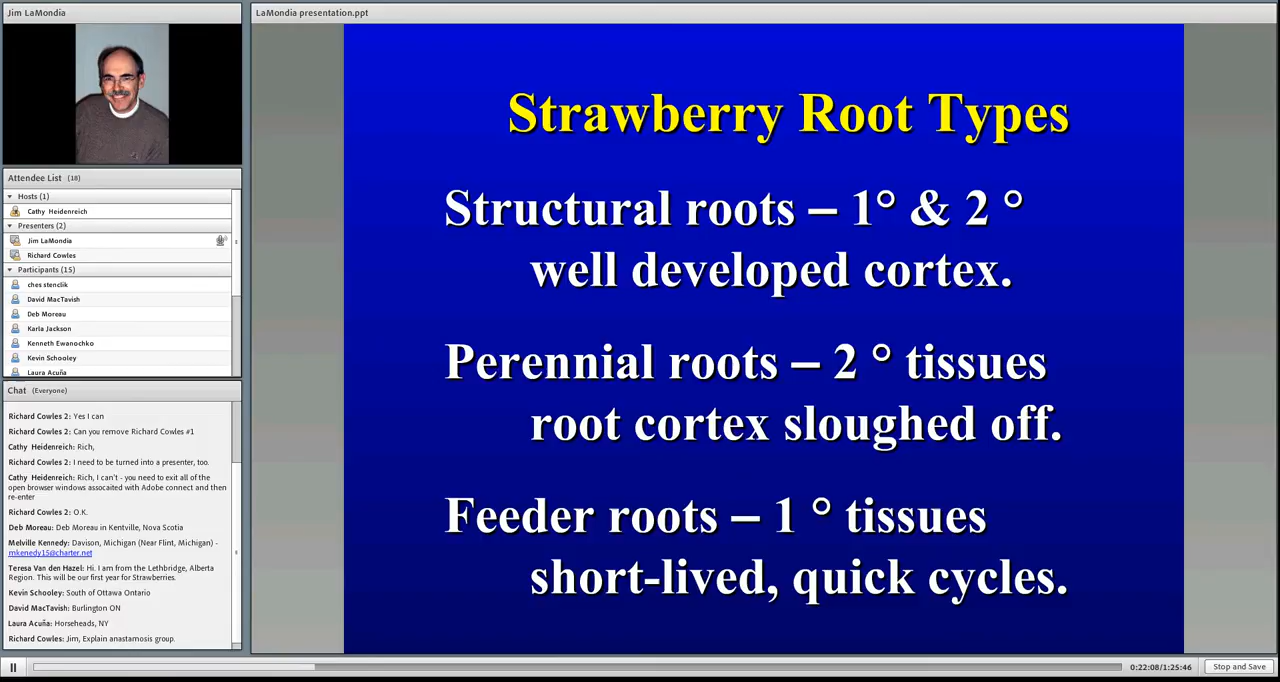 Jim LaMondia
LaMondia presentation.ppt
Attendee List (18)
Hosts (1)
Cathy Heidenreich
Presenters (2)
Jim LaMondia
Richard Cowles
Participants (15)
ches stenclik
David MacTavish
Deb Moreau
Karla Jackson
Kenneth Ewanochko
Kevin Schooley
Laura Acuña
Chat (Everyone)
Richard Cowles 2: Yes I can
Richard Cowles 2: Can you remove Richard Cowles #1
Cathy Heidenreich: Rich,
Richard Cowles 2: I need to be turned into a presenter, too.
Cathy Heidenreich: Rich, I can't - you need to exit all of the
open browser windows assocaited with Adobe connect and then
re-enter
Richard Cowles 2: O.K.
Deb Moreau: Deb Moreau in Kentville, Nova Scotia
Melville Kennedy: Davison, Michigan (Near Flint, Michigan) -
mkenedy15@charter.net
Teresa Van den Hazel: Hi. I am from the Lethbridge, Alberta
Region. This will be our first year for Strawberries.
Kevin Schooley: South of Ottawa Ontario
David MacTavish: Burlington ON
Laura Acuña: Horseheads, NY
Richard Cowles: Jim, Explain anastamosis group.
Strawberry Root Types
Structural roots – 1° & 2 °
well developed cortex.
Perennial roots – 2 ° tissues
root cortex sloughed off.
Feeder roots – 1 ° tissues
short-lived, quick cycles.
0:22:08/1:25:46
Stop and Save